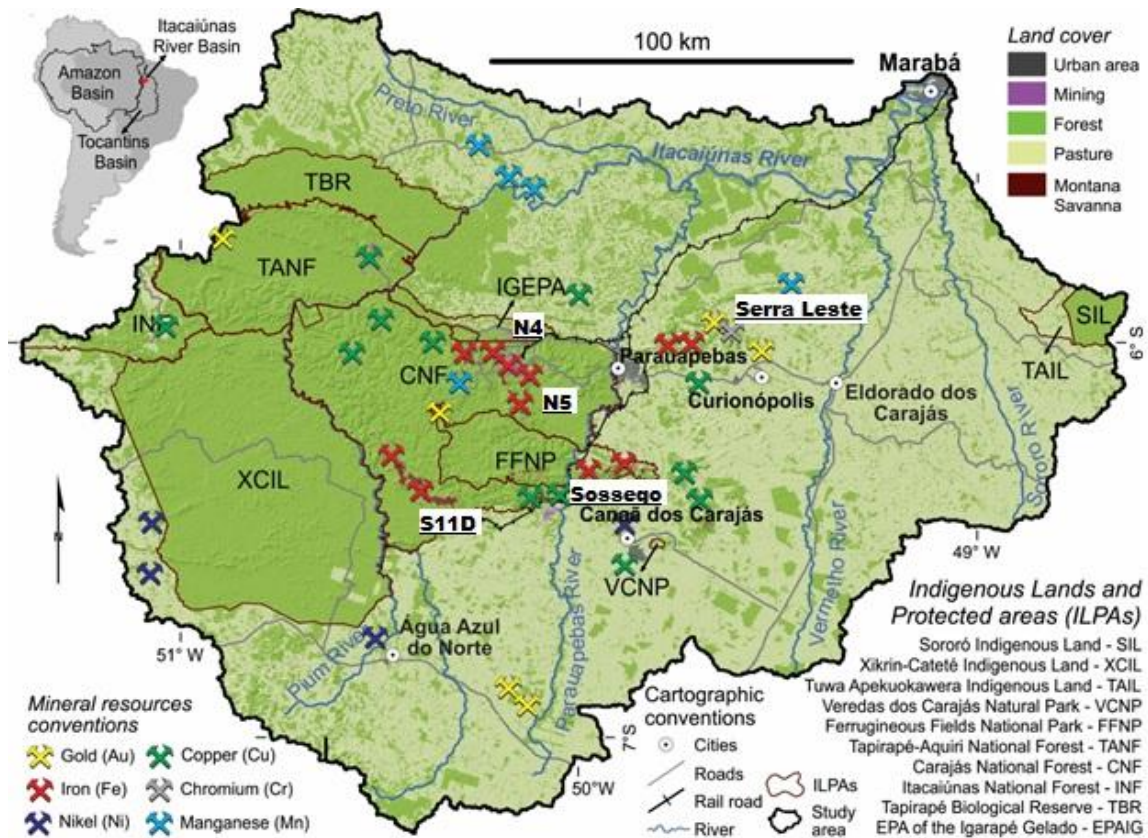 Itacaiúnas
River Basin
Amazon
Basin
Tocantins
Basin
100 km
Land cover
Urban area
Mining
Forest
Pasture
Montana
Savanna
Marabá
Preto River
Itacaiúnas River
TBR
TANF
IGEPA
INF
N4
Serra Leste
SIL
6° S
Parauapebas
TAIL
CNF
N5
Curionópolis
Eldorado dos
Carajás
Sororo River
XCIL
FFNP
Sossego
S11D
Canaã dos Carajás
N
49° W
VCNP
Vermelho River
Parauapebas River
Água Azul
do Norte
Pium River
51° W
7° S
50° W
Indigenous Lands and
Protected areas (ILPAs)
Sororó Indigenous Land - SIL
Xikrin-Cateté Indigenous Land - XCIL
Tuwa Apekuokawera Indigenous Land - TAIL
Veredas dos Carajás Natural Park - VCNP
Ferrugineous Fields National Park - FFNP
Tapirapé-Aquiri National Forest - TANF
Carajás National Forest - CNF
Itacaiúnas National Forest - INF
Tapirapé Biological Reserve - TBR
EPA of the Igarapé Gelado - EPAIG
Mineral resources
conventions
Gold (Au)
Copper (Cu)
Iron (Fe)
Chromium (Cr)
Nikel (Ni)
Manganese (Mn)
Cartographic
conventions
Cities
Roads
Rail road
River
ILPAs
Study
area